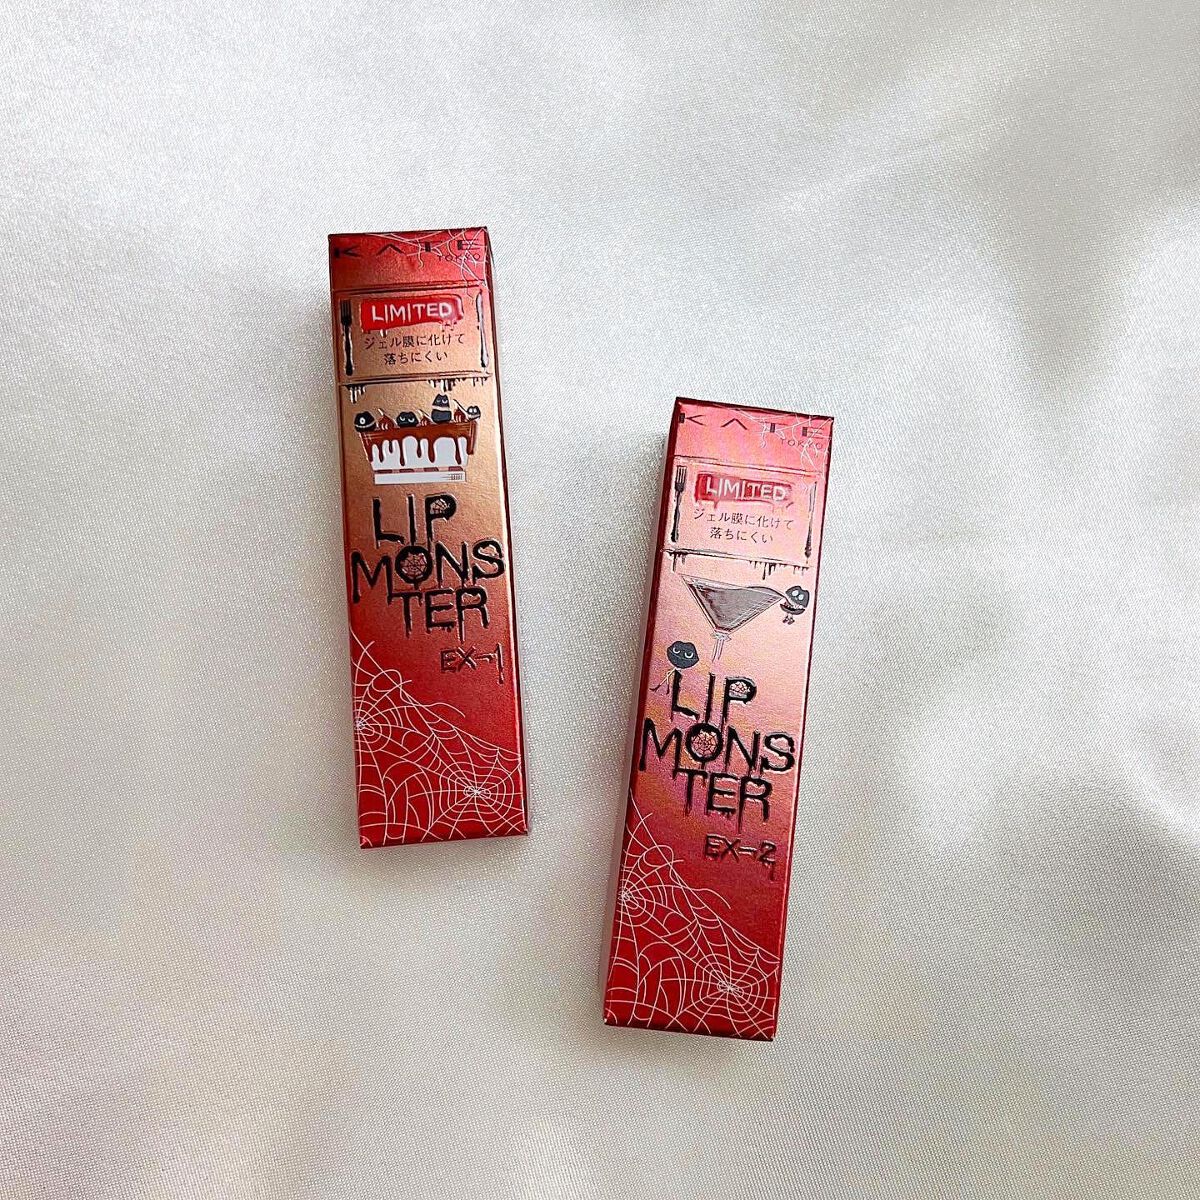 KATE
TOKYO
LIMITED
ジェル膜に化けて
落ちにくい
LIP
MONS
TER
EX-1
KATE
TOKYO
LIMITED
ジェル膜に化けて
落ちにくい
LIP
MONS
TER
EX-2